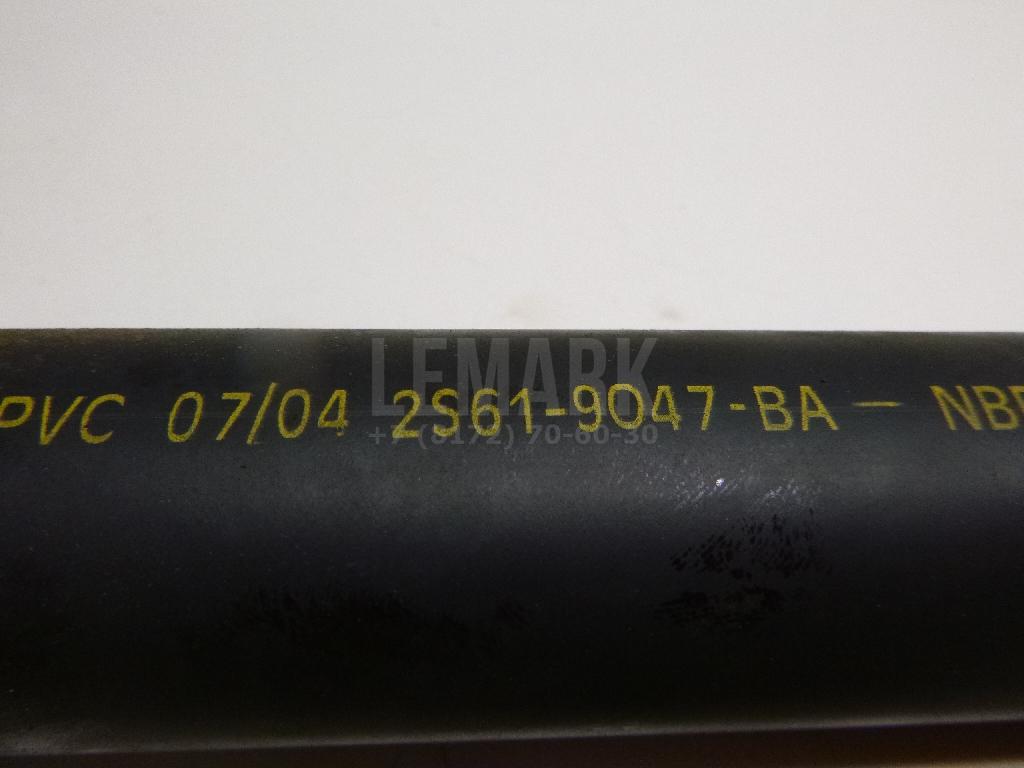 LEMARK
PVC 07/04 2S61-9047-BA — NB
+7 (8172) 70-60-30